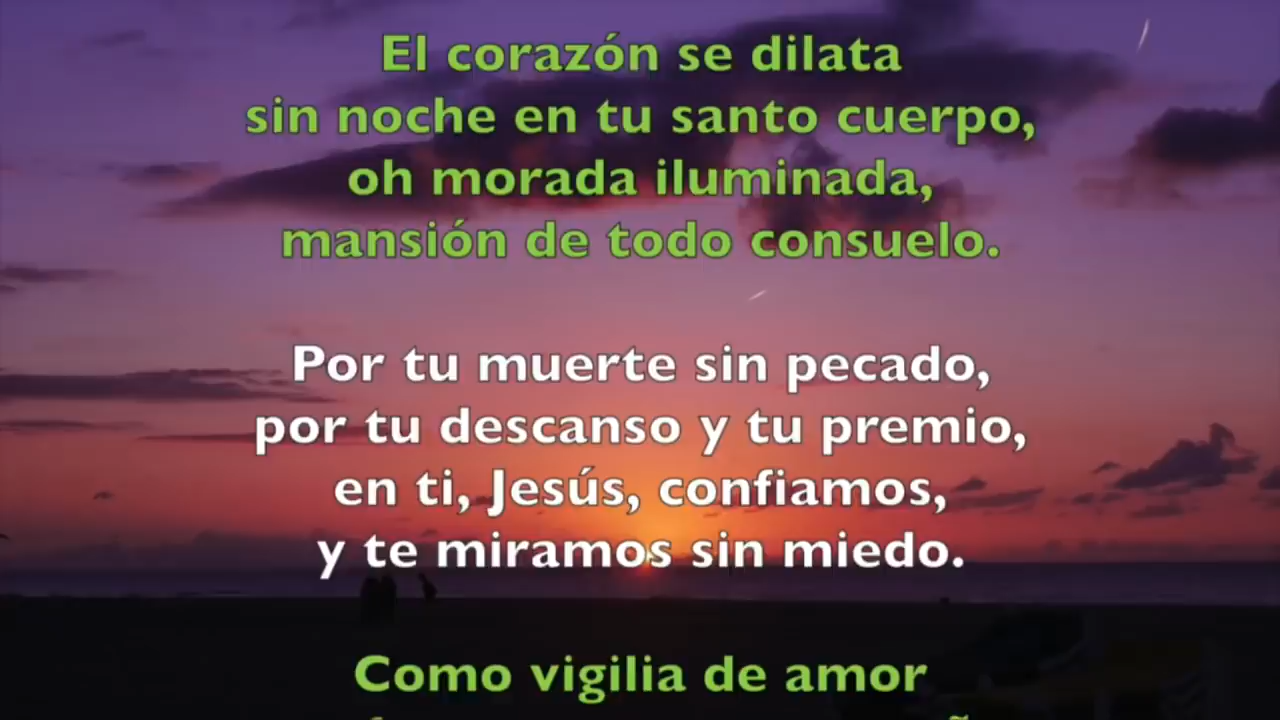 El corazón se dilata
sin noche en tu santo cuerpo,
oh morada iluminada,
mansión de todo consuelo.
Por tu muerte sin pecado,
por tu descanso y tu premio,
en ti, Jesús, confiamos,
y te miramos sin miedo.
Como vigilia de amor